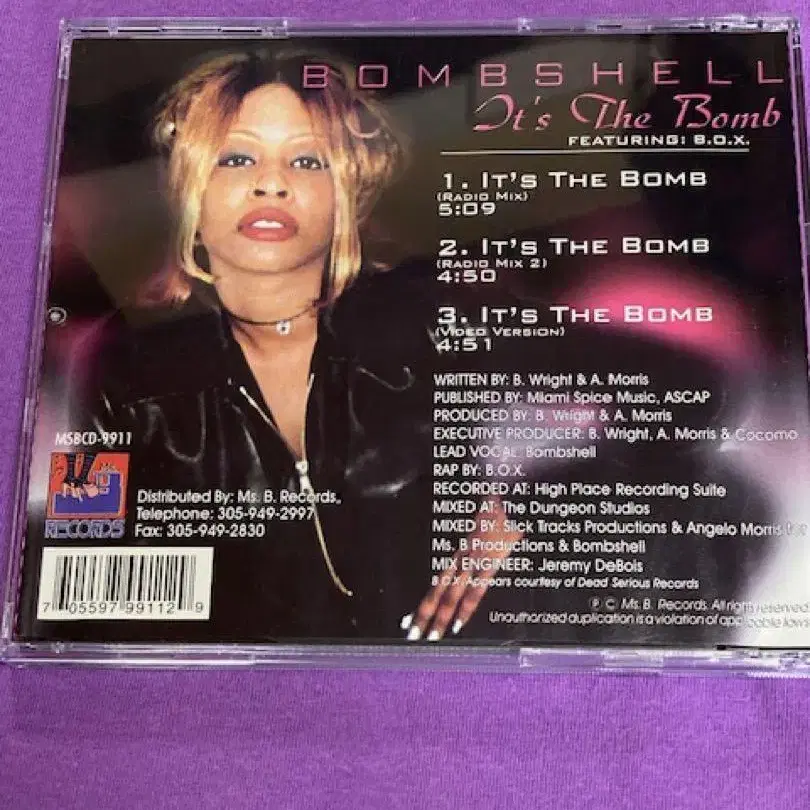 BOMBSHELL
It's The Bomb
FEATURING: B.O.X.
1. IT'S THE BOMB
(RADIO MIX)
5:09
2. IT'S THE BOMB
(RADIO MIX 2)
4:50
3. IT'S THE BOMB
(VIDEO VERSION)
4:51
WRITTEN BY: B. Wright & A. Morris
PUBLISHED BY: Miami Spice Music, ASCAP
PRODUCED BY: B. Wright & A. Morris
EXECUTIVE PRODUCER: B. Wright, A. Morris & Cocomo
LEAD VOCAL: Bombshell
RAP BY: B.O.X.
RECORDED AT: High Place Recording Suite
MIXED AT: The Dungeon Studios
MIXED BY: Slick Tracks Productions & Angelo Morris for
Ms. B Productions & Bombshell
MIX ENGINEER: Jeremy DeBois
B.O.X. Appears courtesy of Dead Serious Records
℗ © Ms. B. Records. All rights reserved
Unauthorized duplication is a violation of applicable laws
MSBCD-9911
RECORDS
Distributed By: Ms. B. Records,
Telephone: 305-949-2997
Fax: 305-949-2830
7 05597 99112 9